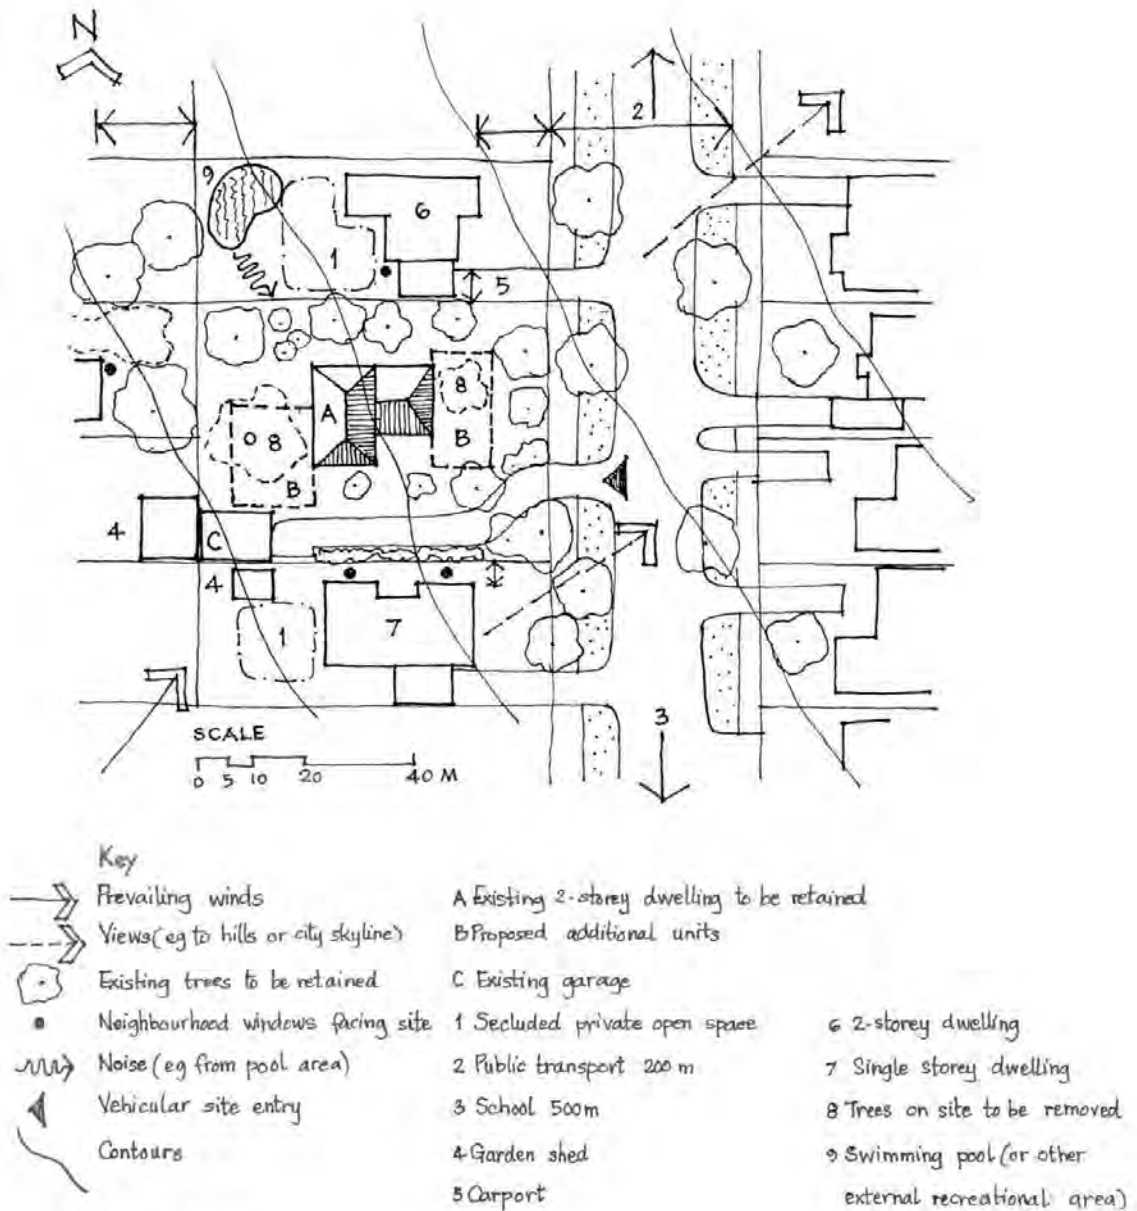 N
2
9
6
1
5
8
A
8
B
B
4
C
4
7
1
3
SCALE
0 5 10 20 40 M
Key
Prevailing winds
Views (eg to hills or city skyline)
Existing trees to be retained
Neighbourhood windows facing site
Noise (eg from pool area)
Vehicular site entry
Contours
A Existing 2-storey dwelling to be retained
B Proposed additional units
C Existing garage
1 Secluded private open space
2 Public transport 200 m
3 School 500m
4 Garden shed
5 Carport
6 2-storey dwelling
7 Single storey dwelling
8 Trees on site to be removed
9 Swimming pool (or other
external recreational area)